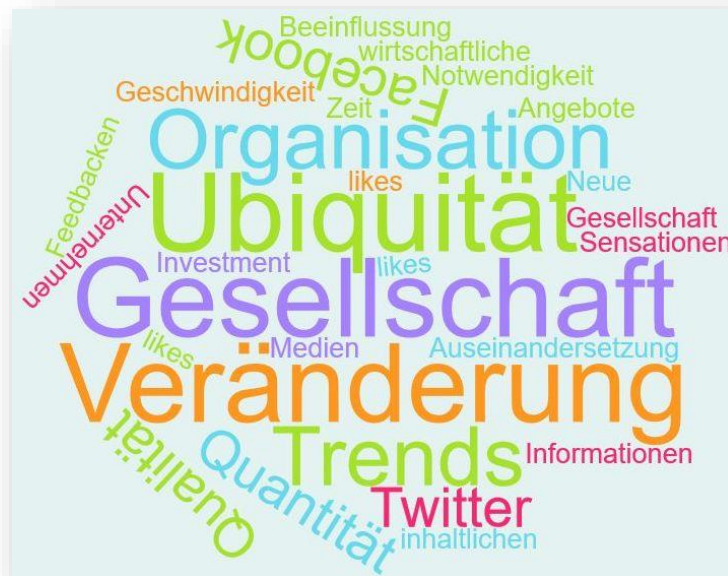 Beeinflussung
Facebook
wirtschaftliche
Notwendigkeit
Geschwindigkeit
Zeit
Angebote
Organisation
Feedbacken
Unternehmen
Ubiquität
likes
Neue
Gesellschaft
Sensationen
Investment
likes
Gesellschaft
likes
Medien
Auseinandersetzung
Veränderung
Qualität
Quantität
Trends
Informationen
Twitter
inhaltlichen